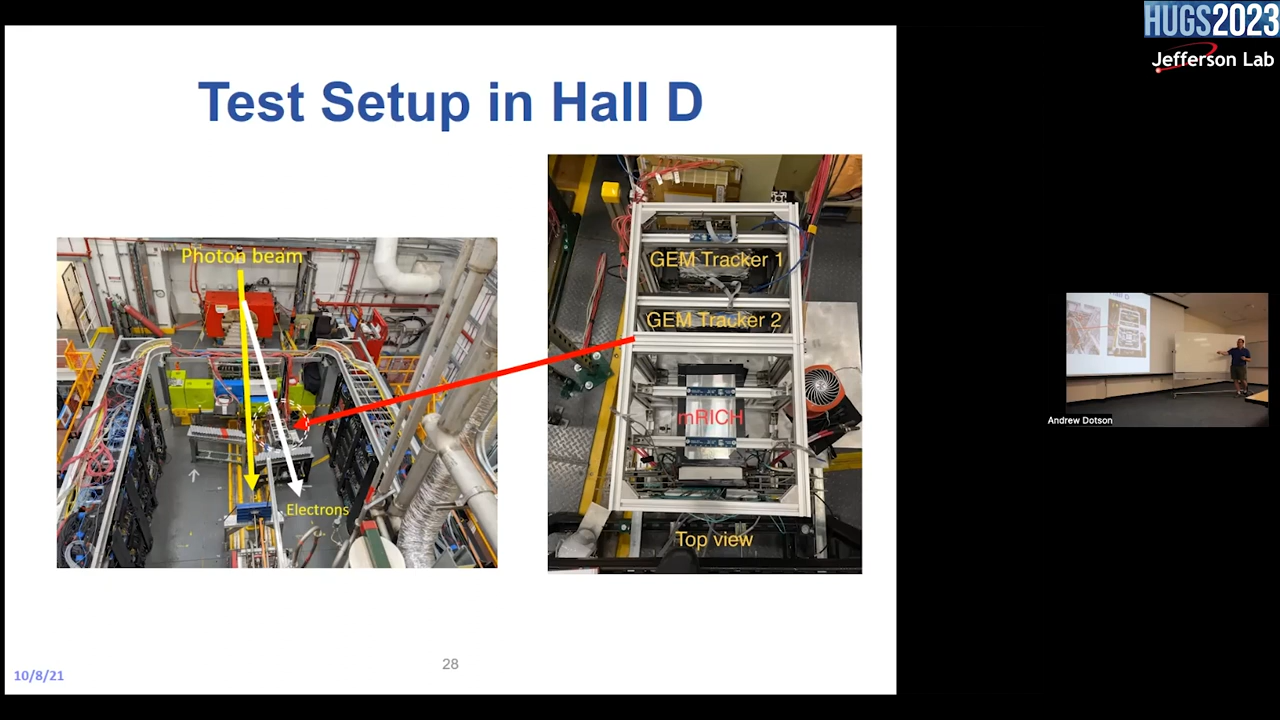 HUGS2023
Jefferson Lab
Test Setup in Hall D
Photon beam
Electrons
GEM Tracker 1
GEM Tracker 2
mRICH
Top view
Andrew Dotson
28
10/8/21